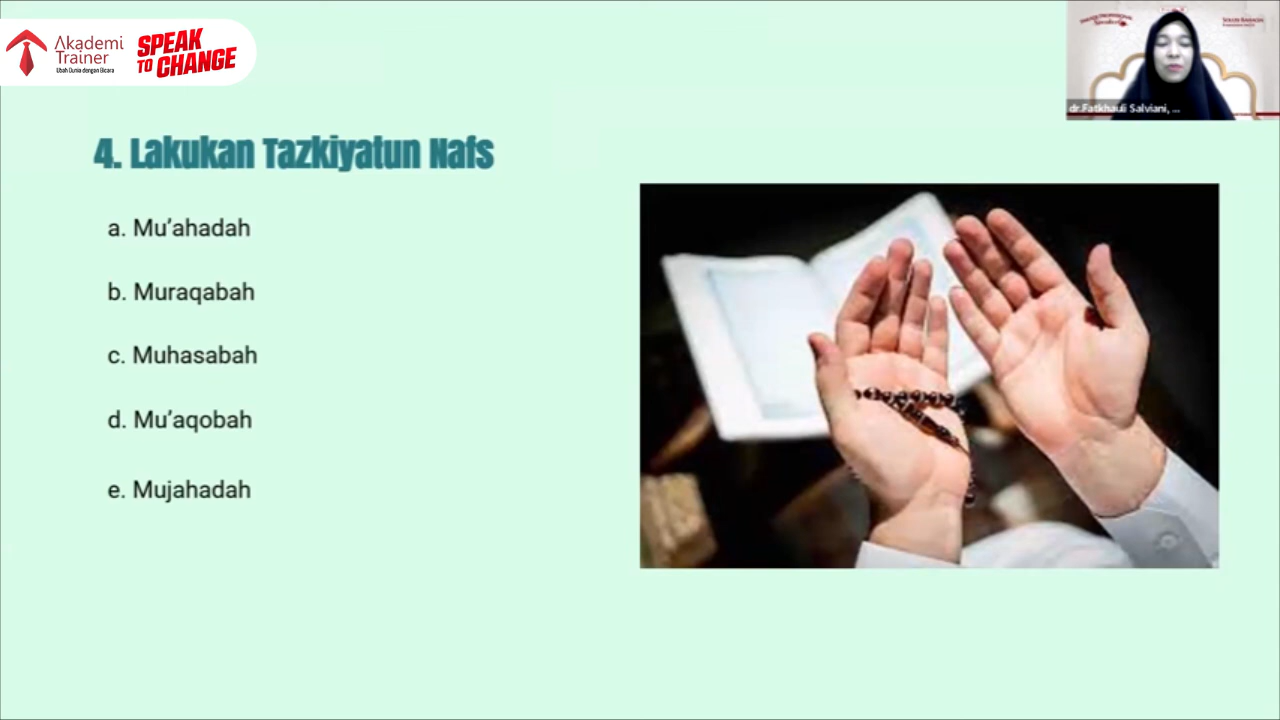 Akademi
Trainer
Ubah Dunia dengan Bicara
SPEAK
TO CHANGE
dr.Fatkhauli Salviani, ...
4. Lakukan Tazkiyatun Nafs
a. Mu’ahadah
b. Muraqabah
c. Muhasabah
d. Mu’aqobah
e. Mujahadah